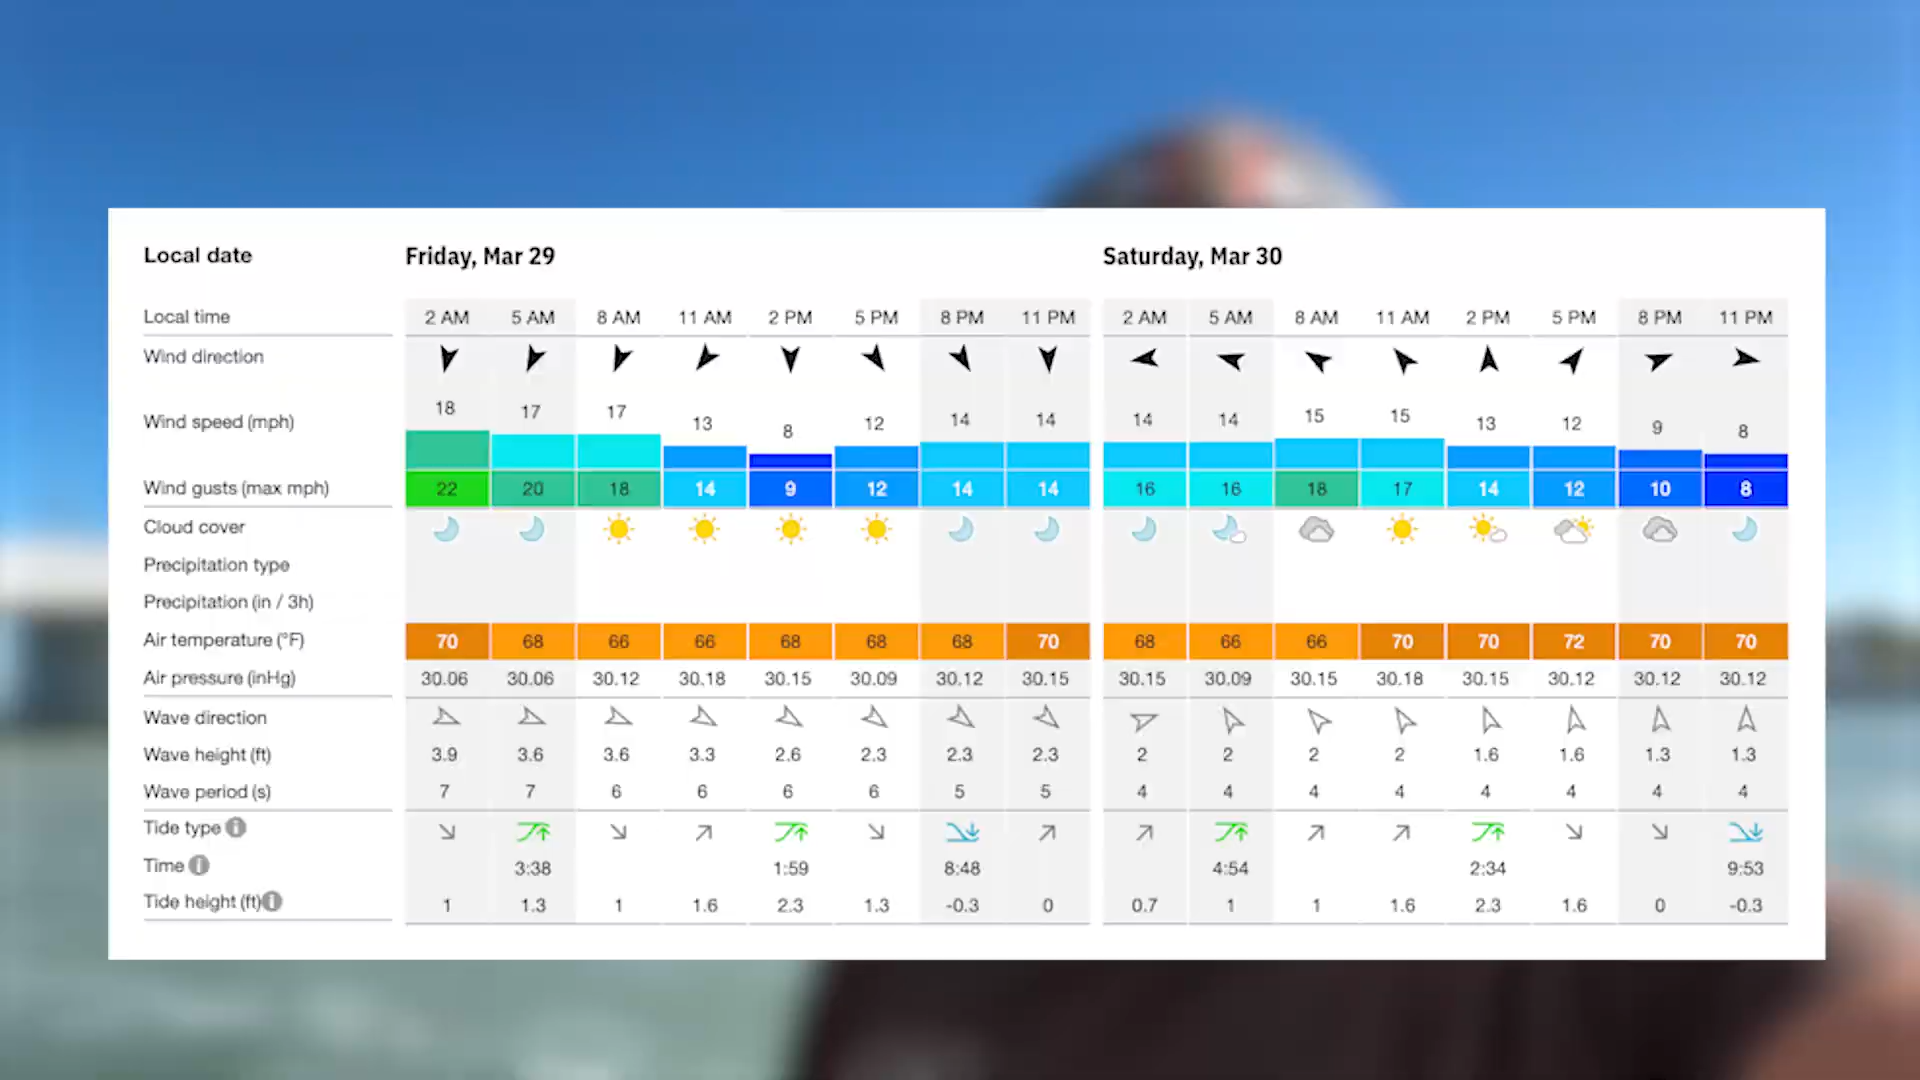 Local date Friday, Mar 29 Saturday, Mar 30
Local time 2 AM 5 AM 8 AM 11 AM 2 PM 5 PM 8 PM 11 PM 2 AM 5 AM 8 AM 11 AM 2 PM 5 PM 8 PM 11 PM
Wind direction
Wind speed (mph) 18 17 17 13 8 12 14 14 14 14 15 15 13 12 9 8
Wind gusts (max mph) 22 20 18 14 9 12 14 14 16 16 18 17 14 12 10 8
Cloud cover
Precipitation type
Precipitation (in / 3h)
Air temperature (°F) 70 68 66 66 68 68 68 70 68 66 66 70 70 72 70 70
Air pressure (inHg) 30.06 30.06 30.12 30.18 30.15 30.09 30.12 30.15 30.15 30.09 30.15 30.18 30.15 30.12 30.12 30.12
Wave direction
Wave height (ft) 3.9 3.6 3.6 3.3 2.6 2.3 2.3 2.3 2 2 2 2 1.6 1.6 1.3 1.3
Wave period (s) 7 7 6 6 6 6 5 5 4 4 4 4 4 4 4 4
Tide type i
Time i 3:38 1:59 8:48 4:54 2:34 9:53
Tide height (ft) i 1 1.3 1 1.6 2.3 1.3 -0.3 0 0.7 1 1 1.6 2.3 1.6 0 -0.3